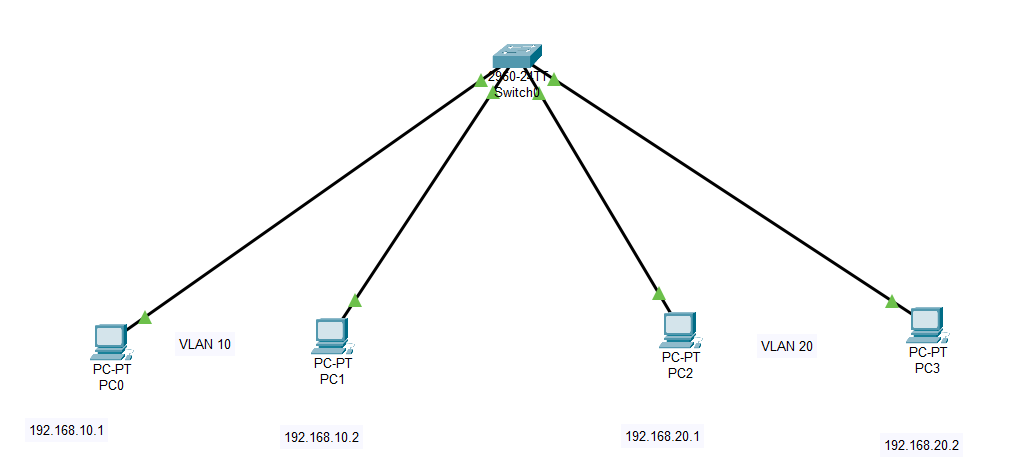 2960-24TT
Switch0
VLAN 10
VLAN 20
PC-PT
PC0
PC-PT
PC1
PC-PT
PC2
PC-PT
PC3
192.168.10.1
192.168.10.2
192.168.20.1
192.168.20.2